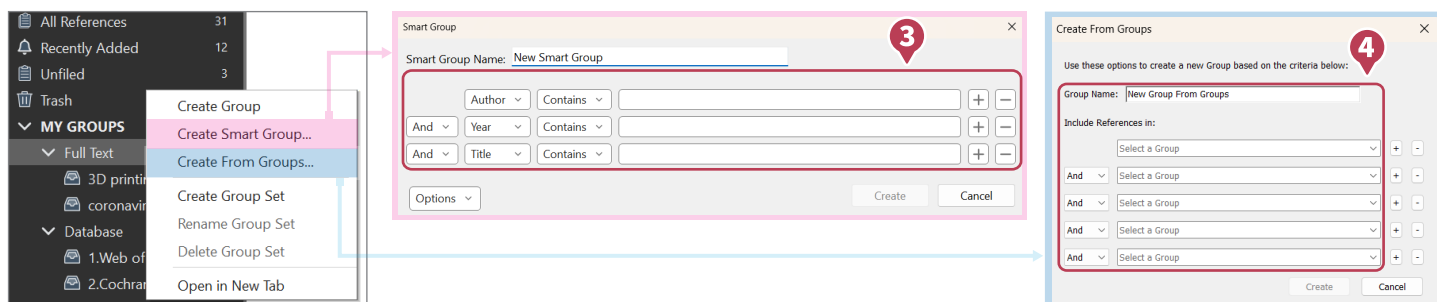 All References 31
Recently Added 12
Unfiled 3
Trash
MY GROUPS
Full Text
3D printin
coronavir
Database
1.Web of
2.Cochra
Create Group
Create Smart Group...
Create From Groups...
Create Group Set
Rename Group Set
Delete Group Set
Open in New Tab
Smart Group
3
Smart Group Name: New Smart Group
Author Contains
And Year Contains
And Title Contains
Options Create Cancel
Create From Groups
4
Use these options to create a new Group based on the criteria below:
Group Name: New Group From Groups
Include References in:
Select a Group + -
And Select a Group + -
And Select a Group + -
And Select a Group + -
And Select a Group + -
Create Cancel